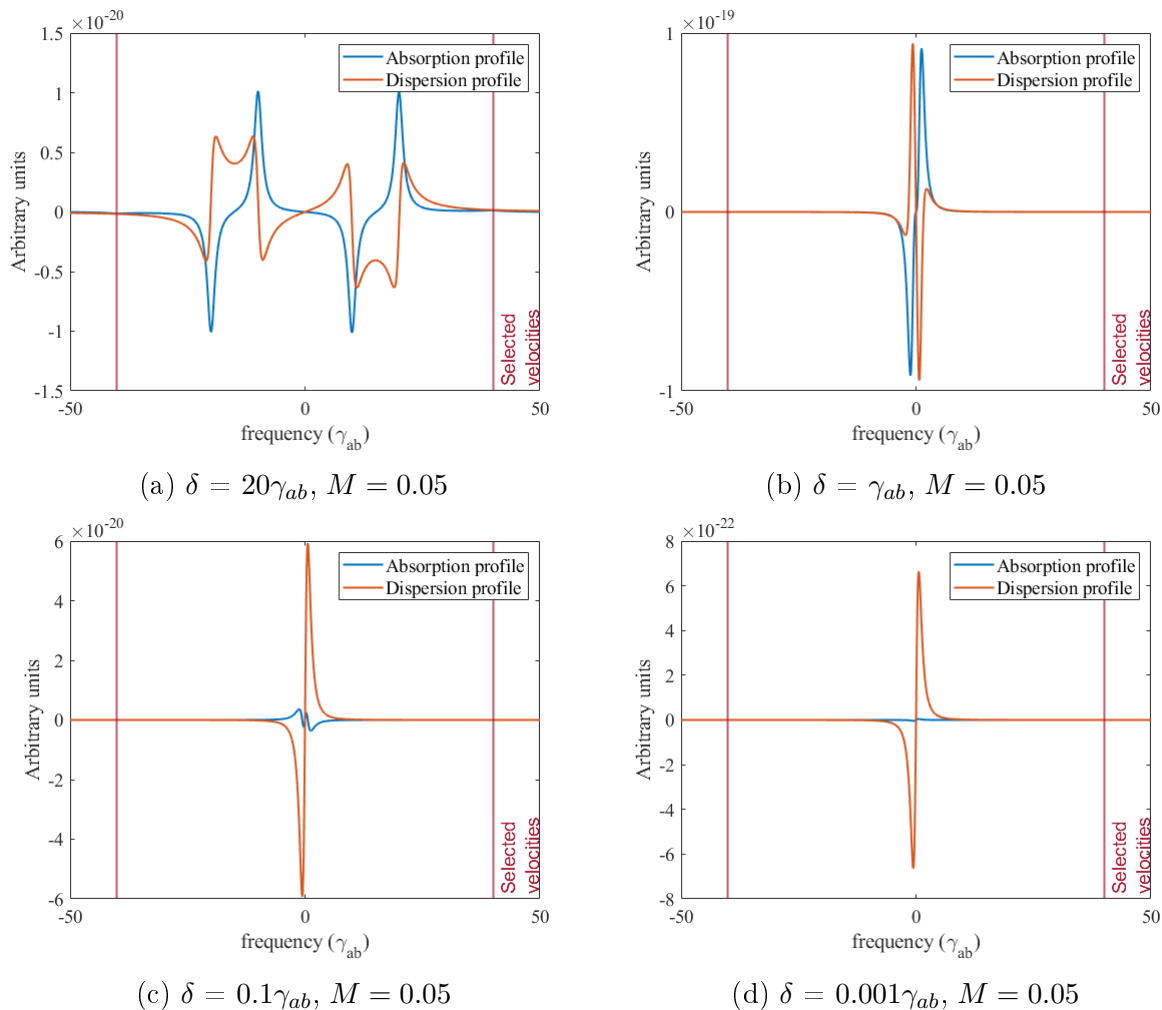 ×10-20
1.5
1
0.5
0
-0.5
-1
-1.5
-50
0
50
Arbitrary units
frequency (γab)
Absorption profile
Dispersion profile
Selected
velocities
(a) δ = 20γab, M = 0.05
×10-19
1
0
-1
-50
0
50
Arbitrary units
frequency (γab)
Absorption profile
Dispersion profile
Selected
velocities
(b) δ = γab, M = 0.05
×10-20
6
4
2
0
-2
-4
-6
-50
0
50
Arbitrary units
frequency (γab)
Absorption profile
Dispersion profile
Selected
velocities
(c) δ = 0.1γab, M = 0.05
×10-22
8
6
4
2
0
-2
-4
-6
-8
-50
0
50
Arbitrary units
frequency (γab)
Absorption profile
Dispersion profile
Selected
velocities
(d) δ = 0.001γab, M = 0.05